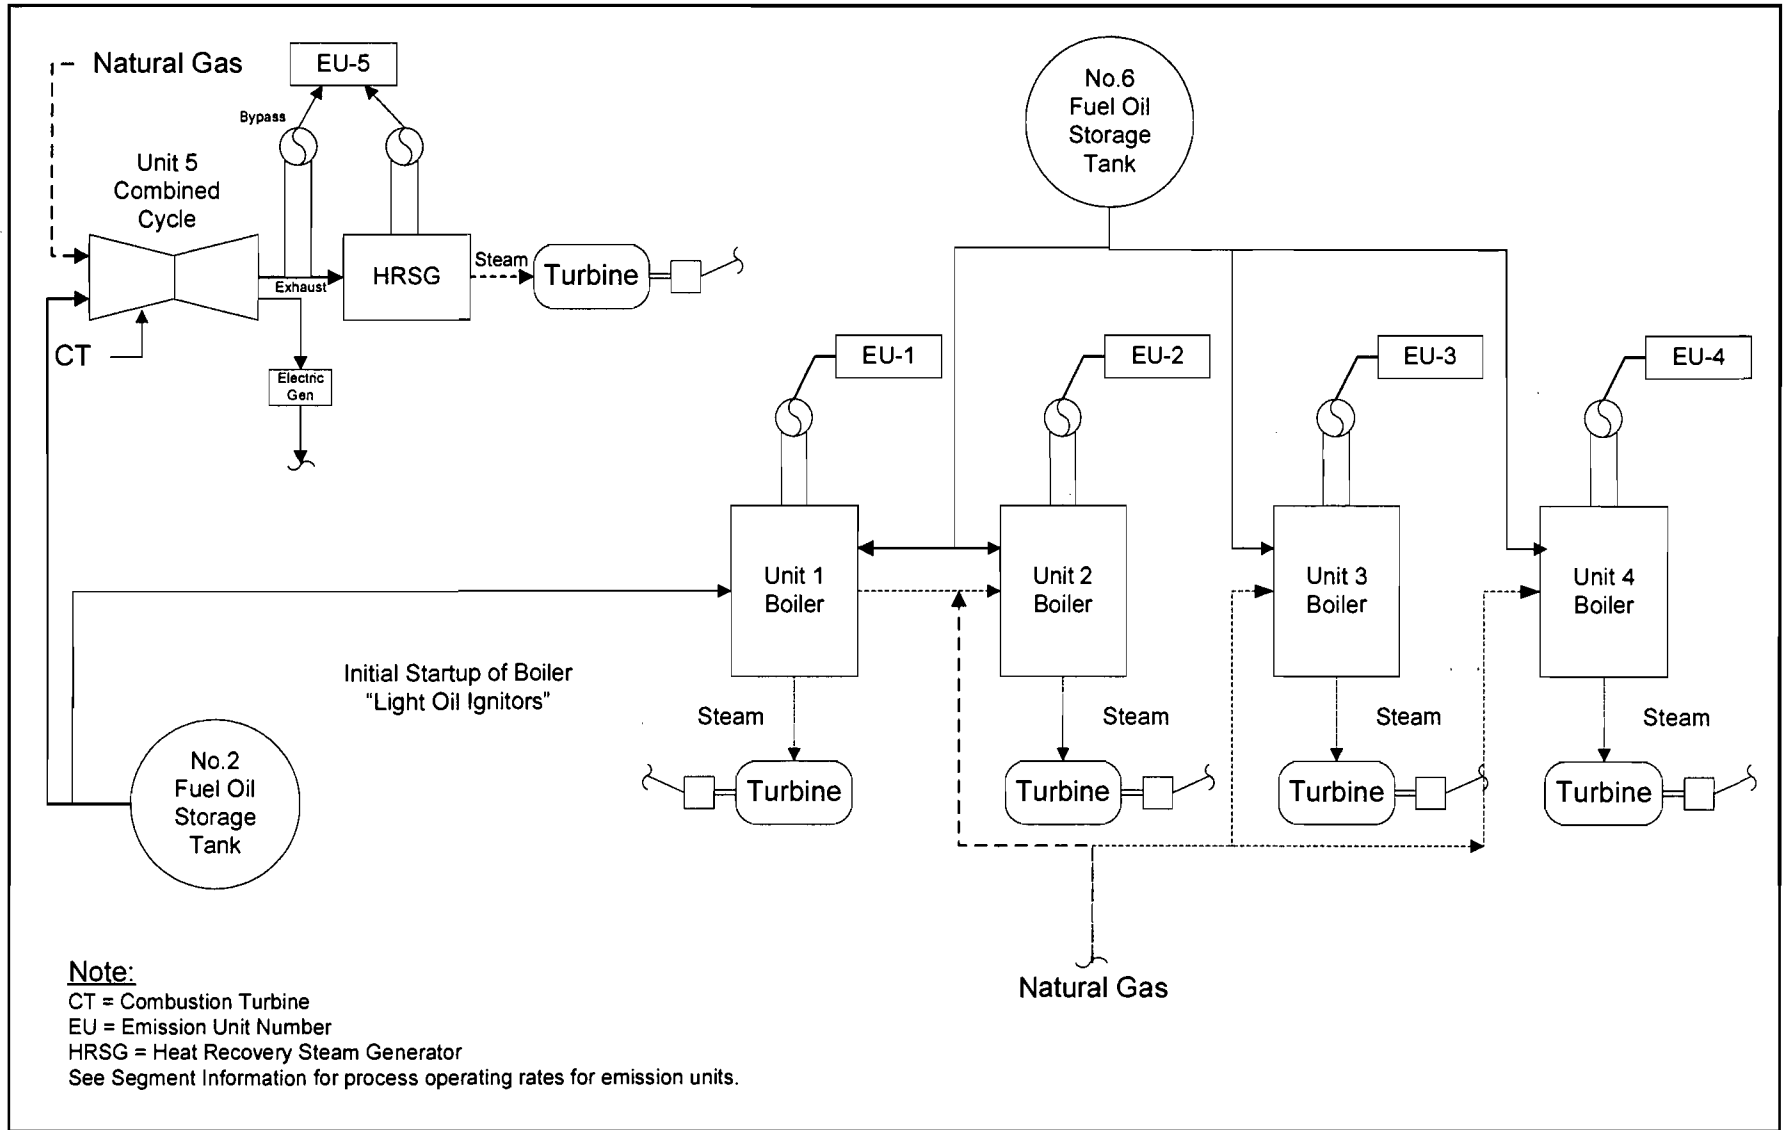 Natural Gas
EU-5
Bypass
Unit 5
Combined
Cycle
HRSG
Steam
Turbine
Exhaust
CT
Electric
Gen
No.6
Fuel Oil
Storage
Tank
EU-1
EU-2
EU-3
EU-4
Unit 1
Boiler
Unit 2
Boiler
Unit 3
Boiler
Unit 4
Boiler
Initial Startup of Boiler
"Light Oil Ignitors"
Steam
Steam
Steam
Steam
Turbine
Turbine
Turbine
Turbine
No.2
Fuel Oil
Storage
Tank
Natural Gas
Note:
CT = Combustion Turbine
EU = Emission Unit Number
HRSG = Heat Recovery Steam Generator
See Segment Information for process operating rates for emission units.